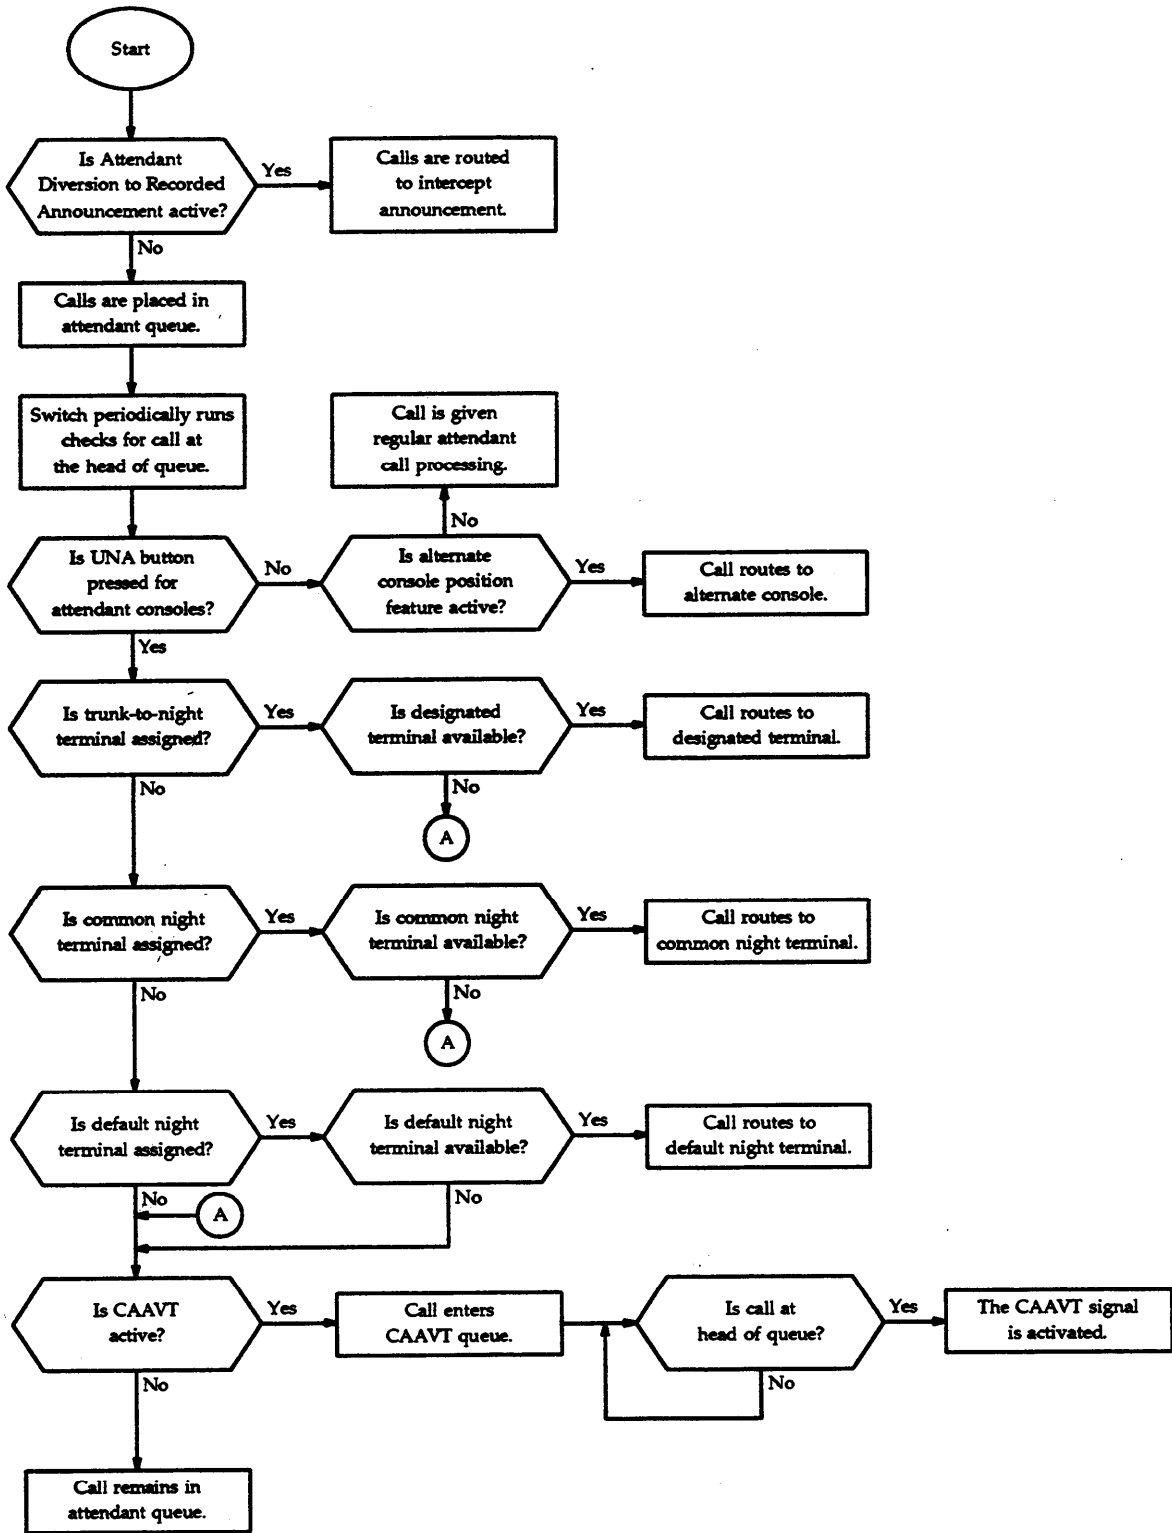 Start
Is Attendant
Diversion to Recorded
Announcement active?
Yes
Calls are routed
to intercept
announcement.
No
Calls are placed in
attendant queue.
Switch periodically runs
checks for call at
the head of queue.
Call is given
regular attendant
call processing.
No
Is UNA button
pressed for
attendant consoles?
No
Is alternate
console position
feature active?
Yes
Call routes to
alternate console.
Yes
Is trunk-to-night
terminal assigned?
Yes
Is designated
terminal available?
Yes
Call routes to
designated terminal.
No
No
A
Is common night
terminal assigned?
Yes
Is common night
terminal available?
Yes
Call routes to
common night terminal.
No
No
A
Is default night
terminal assigned?
Yes
Is default night
terminal available?
Yes
Call routes to
default night terminal.
No
A
No
Is CAAVT
active?
Yes
Call enters
CAAVT queue.
Is call at
head of queue?
Yes
The CAAVT signal
is activated.
No
No
Call remains in
attendant queue.